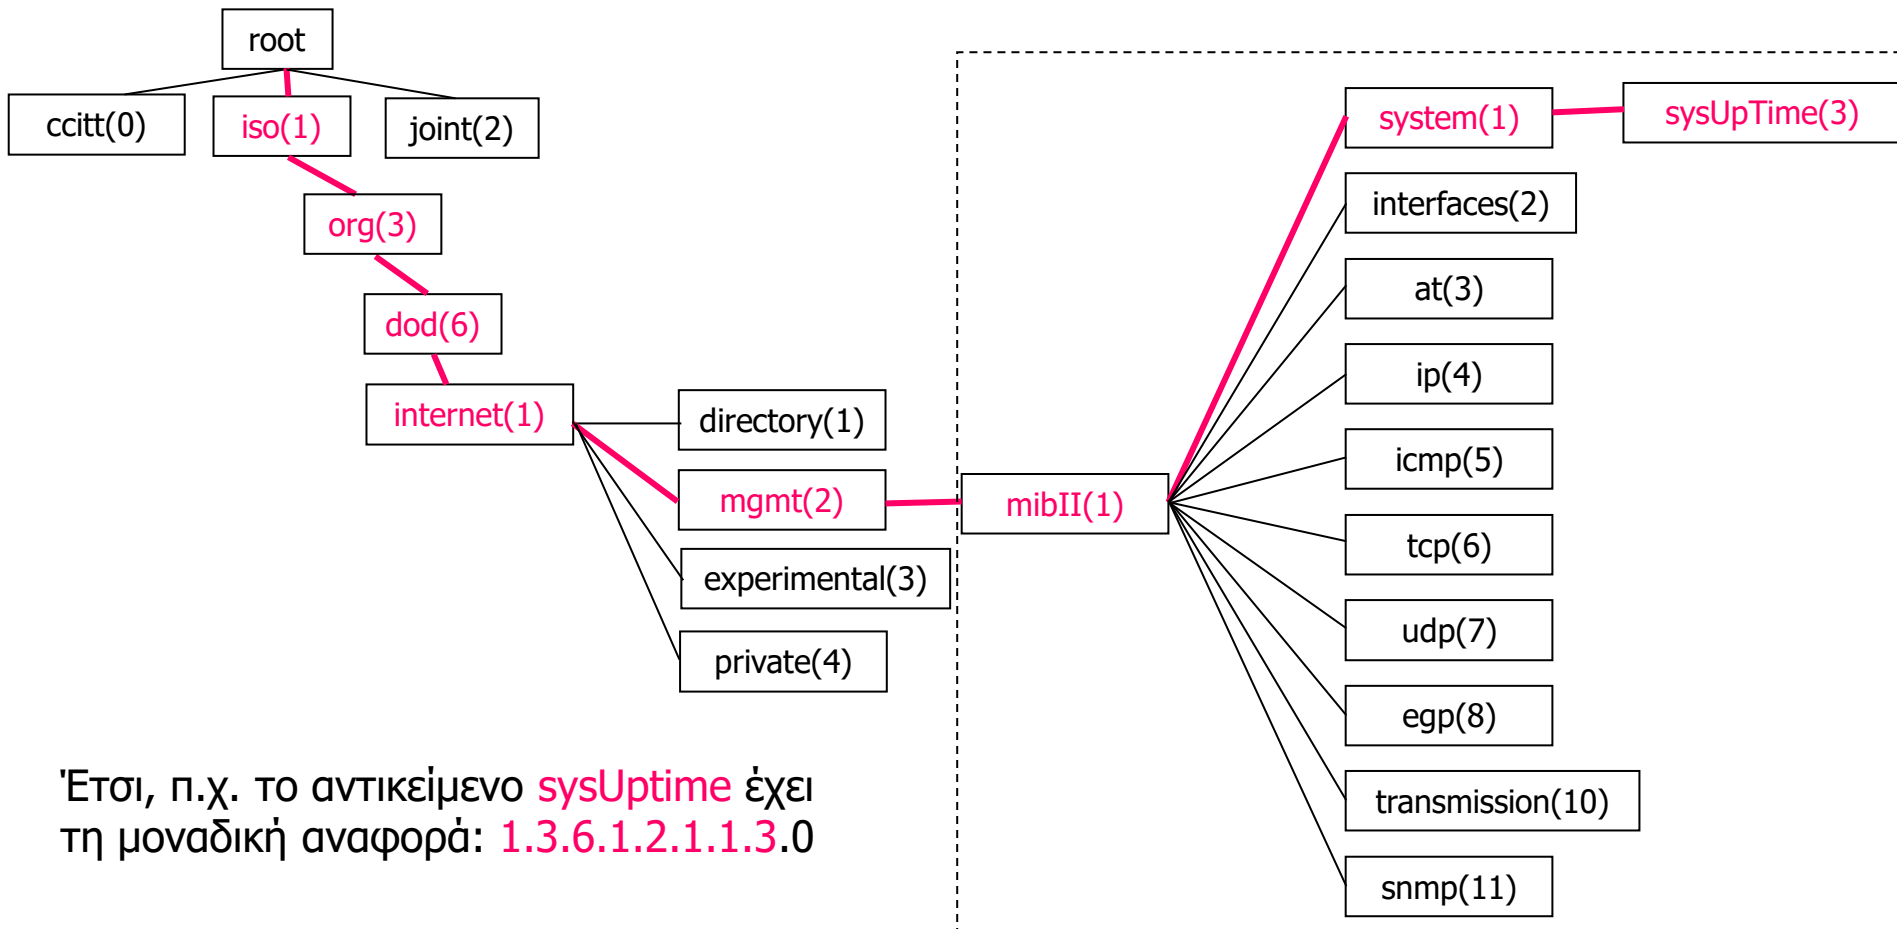 root
ccitt(0)
iso(1)
joint(2)
org(3)
dod(6)
internet(1)
directory(1)
mgmt(2)
experimental(3)
private(4)
mibII(1)
system(1)
sysUpTime(3)
interfaces(2)
at(3)
ip(4)
icmp(5)
tcp(6)
udp(7)
egp(8)
transmission(10)
snmp(11)
Έτσι, π.χ. το αντικείμενο sysUptime έχει
τη μοναδική αναφορά: 1.3.6.1.2.1.1.3.0